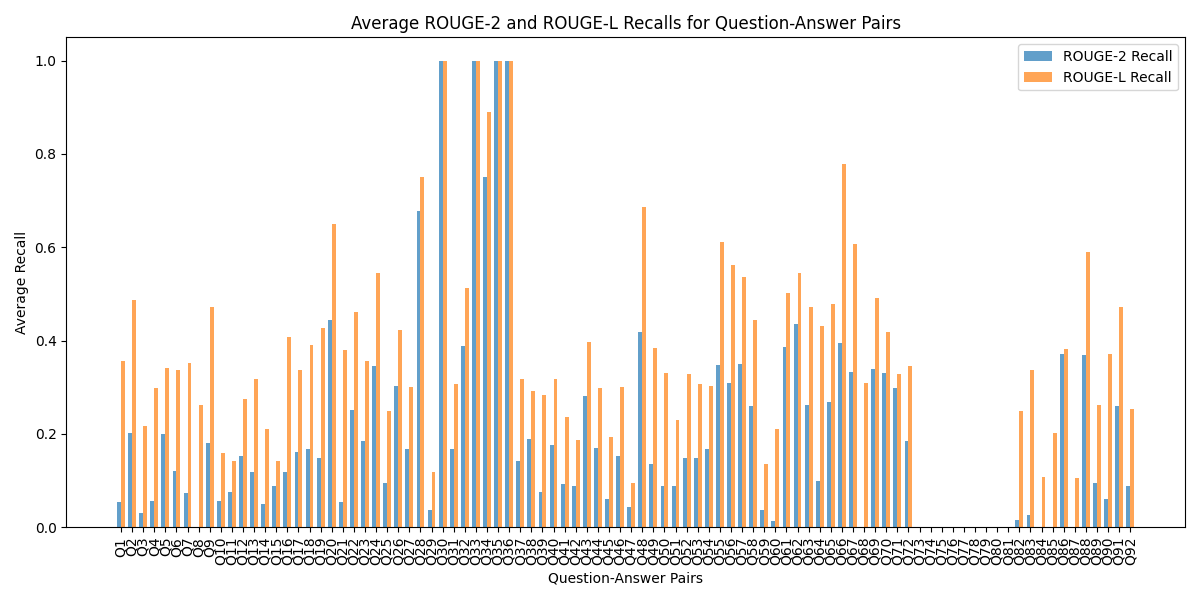 Average ROUGE-2 and ROUGE-L Recalls for Question-Answer Pairs
ROUGE-2 Recall
ROUGE-L Recall
Average Recall
1.0
0.8
0.6
0.4
0.2
0.0
Q1 Q2 Q3 Q4 Q5 Q6 Q7 Q8 Q9 Q10 Q11 Q12 Q13 Q14 Q15 Q16 Q17 Q18 Q19 Q20 Q21 Q22 Q23 Q24 Q25 Q26 Q27 Q28 Q29 Q30 Q31 Q32 Q33 Q34 Q35 Q36 Q37 Q38 Q39 Q40 Q41 Q42 Q43 Q44 Q45 Q46 Q47 Q48 Q49 Q50 Q51 Q52 Q53 Q54 Q55 Q56 Q57 Q58 Q59 Q60 Q61 Q62 Q63 Q64 Q65 Q66 Q67 Q68 Q69 Q70 Q71 Q72 Q73 Q74 Q75 Q76 Q77 Q78 Q79 Q80 Q81 Q82 Q83 Q84 Q85 Q86 Q87 Q88 Q89 Q90 Q91 Q92
Question-Answer Pairs